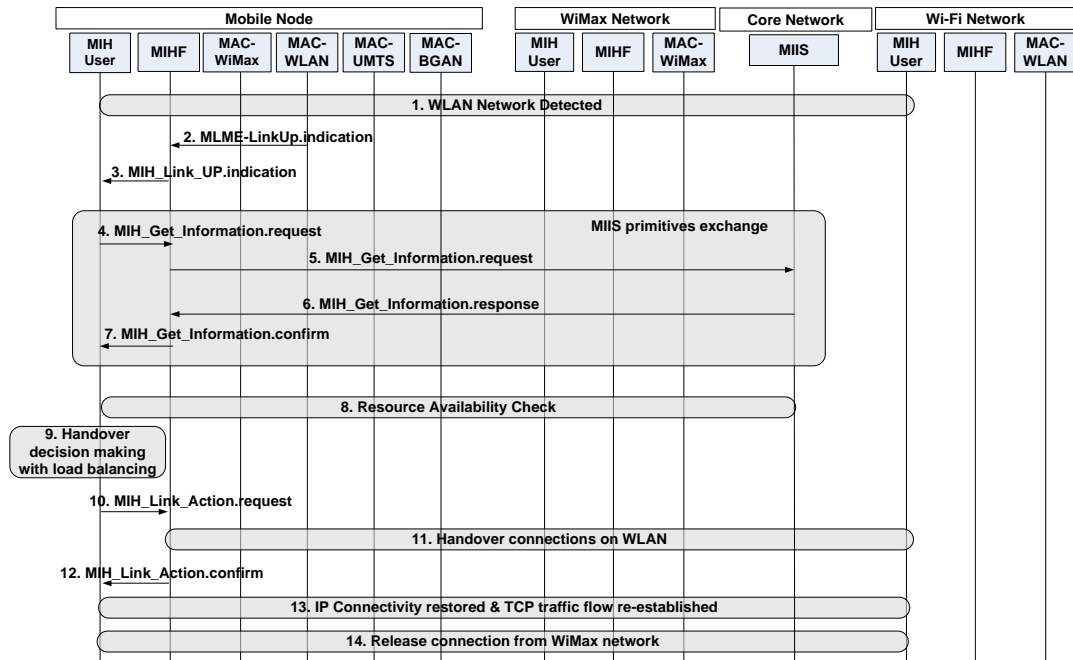 Mobile Node
WiMax Network
Core Network
Wi-Fi Network
MIH
User
MIHF
MAC-
WiMax
MAC-
WLAN
MAC-
UMTS
MAC-
BGAN
MIH
User
MIHF
MAC-
WiMax
MIIS
MIH
User
MIHF
MAC-
WLAN
1. WLAN Network Detected
2. MLME-LinkUp.indication
3. MIH_Link_UP.indication
MIIS primitives exchange
4. MIH_Get_Information.request
5. MIH_Get_Information.request
6. MIH_Get_Information.response
7. MIH_Get_Information.confirm
8. Resource Availability Check
9. Handover
decision making
with load balancing
10. MIH_Link_Action.request
11. Handover connections on WLAN
12. MIH_Link_Action.confirm
13. IP Connectivity restored & TCP traffic flow re-established
14. Release connection from WiMax network